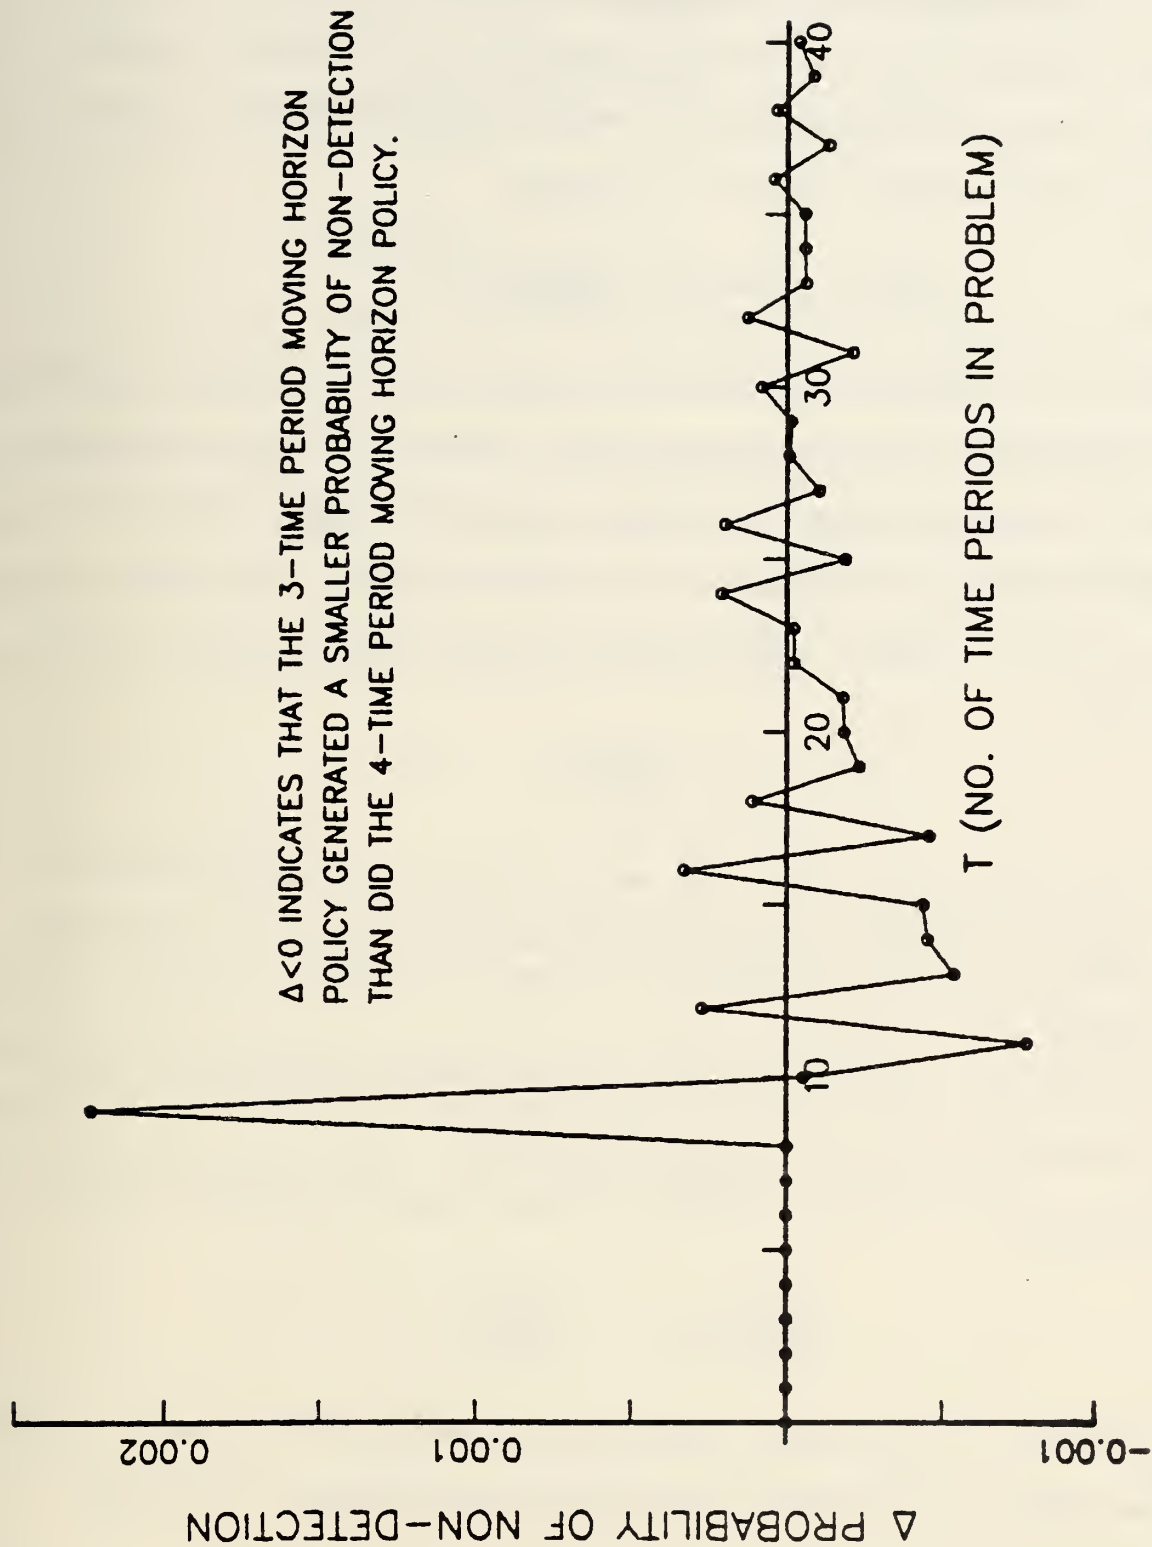 Δ<0 INDICATES THAT THE 3-TIME PERIOD MOVING HORIZON
POLICY GENERATED A SMALLER PROBABILITY OF NON-DETECTION
THAN DID THE 4-TIME PERIOD MOVING HORIZON POLICY.
Δ PROBABILITY OF NON-DETECTION
0.002
0.001
-0.001
10
20
30
40
T (NO. OF TIME PERIODS IN PROBLEM)